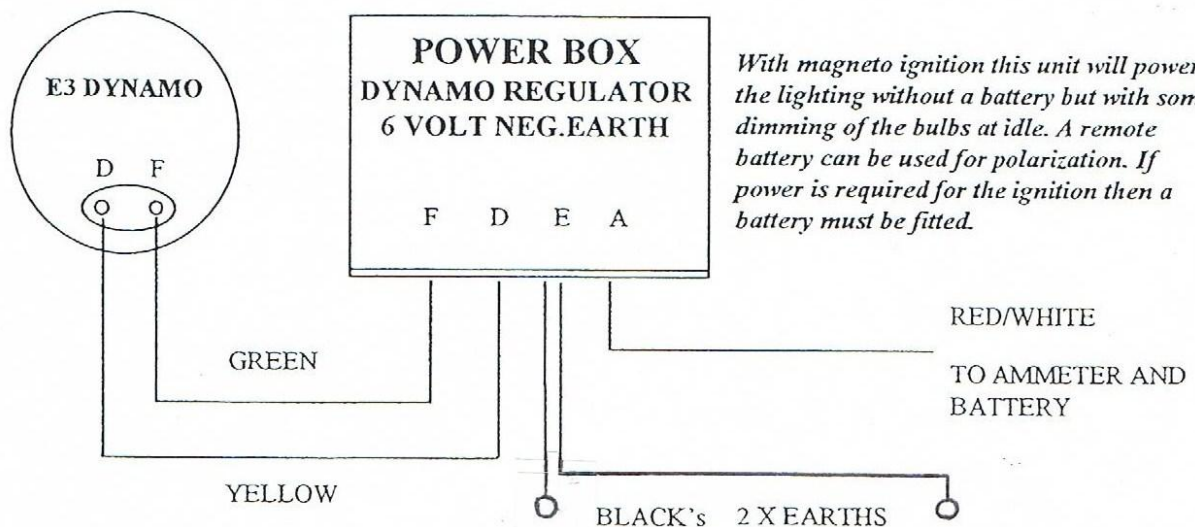 E3 DYNAMO
D F
POWER BOX
DYNAMO REGULATOR
6 VOLT NEG.EARTH
F D E A
With magneto ignition this unit will power
the lighting without a battery but with som
dimming of the bulbs at idle. A remote
battery can be used for polarization. If
power is required for the ignition then a
battery must be fitted.
RED/WHITE
TO AMMETER AND
BATTERY
GREEN
YELLOW
BLACK's 2 X EARTHS